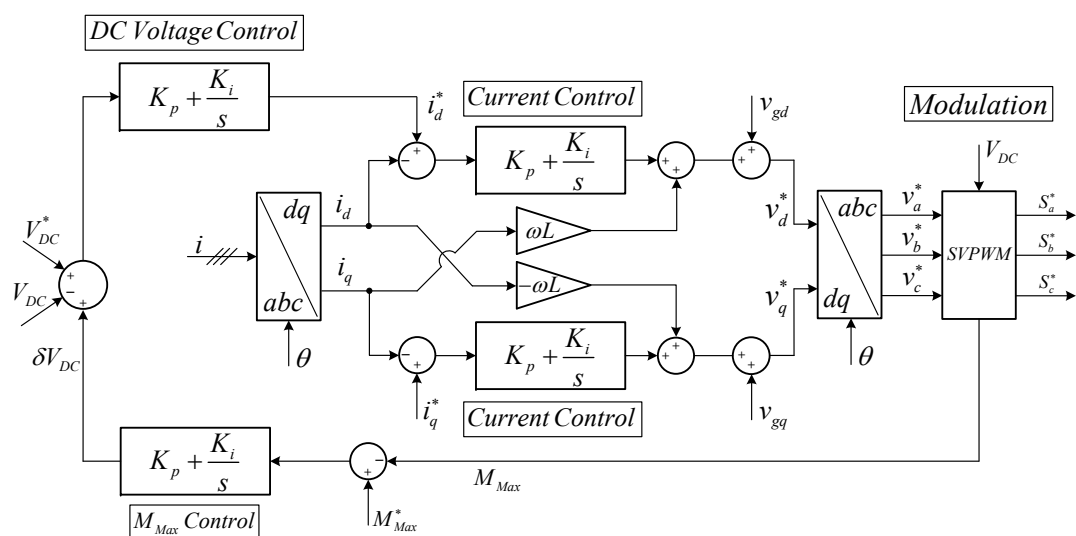 DC Voltage Control
K_p + K_i/s
i_d^*
Current Control
K_p + K_i/s
v_gd
Modulation
V_DC
i
dq
abc
θ
i_d
i_q
ωL
-ωL
v_d^*
v_q^*
abc
dq
θ
v_a^*
v_b^*
v_c^*
SVPWM
S_a^*
S_b^*
S_c^*
V_DC^*
V_DC
δV_DC
K_p + K_i/s
i_q^*
Current Control
v_gq
K_p + K_i/s
M_Max Control
M_Max^*
M_Max